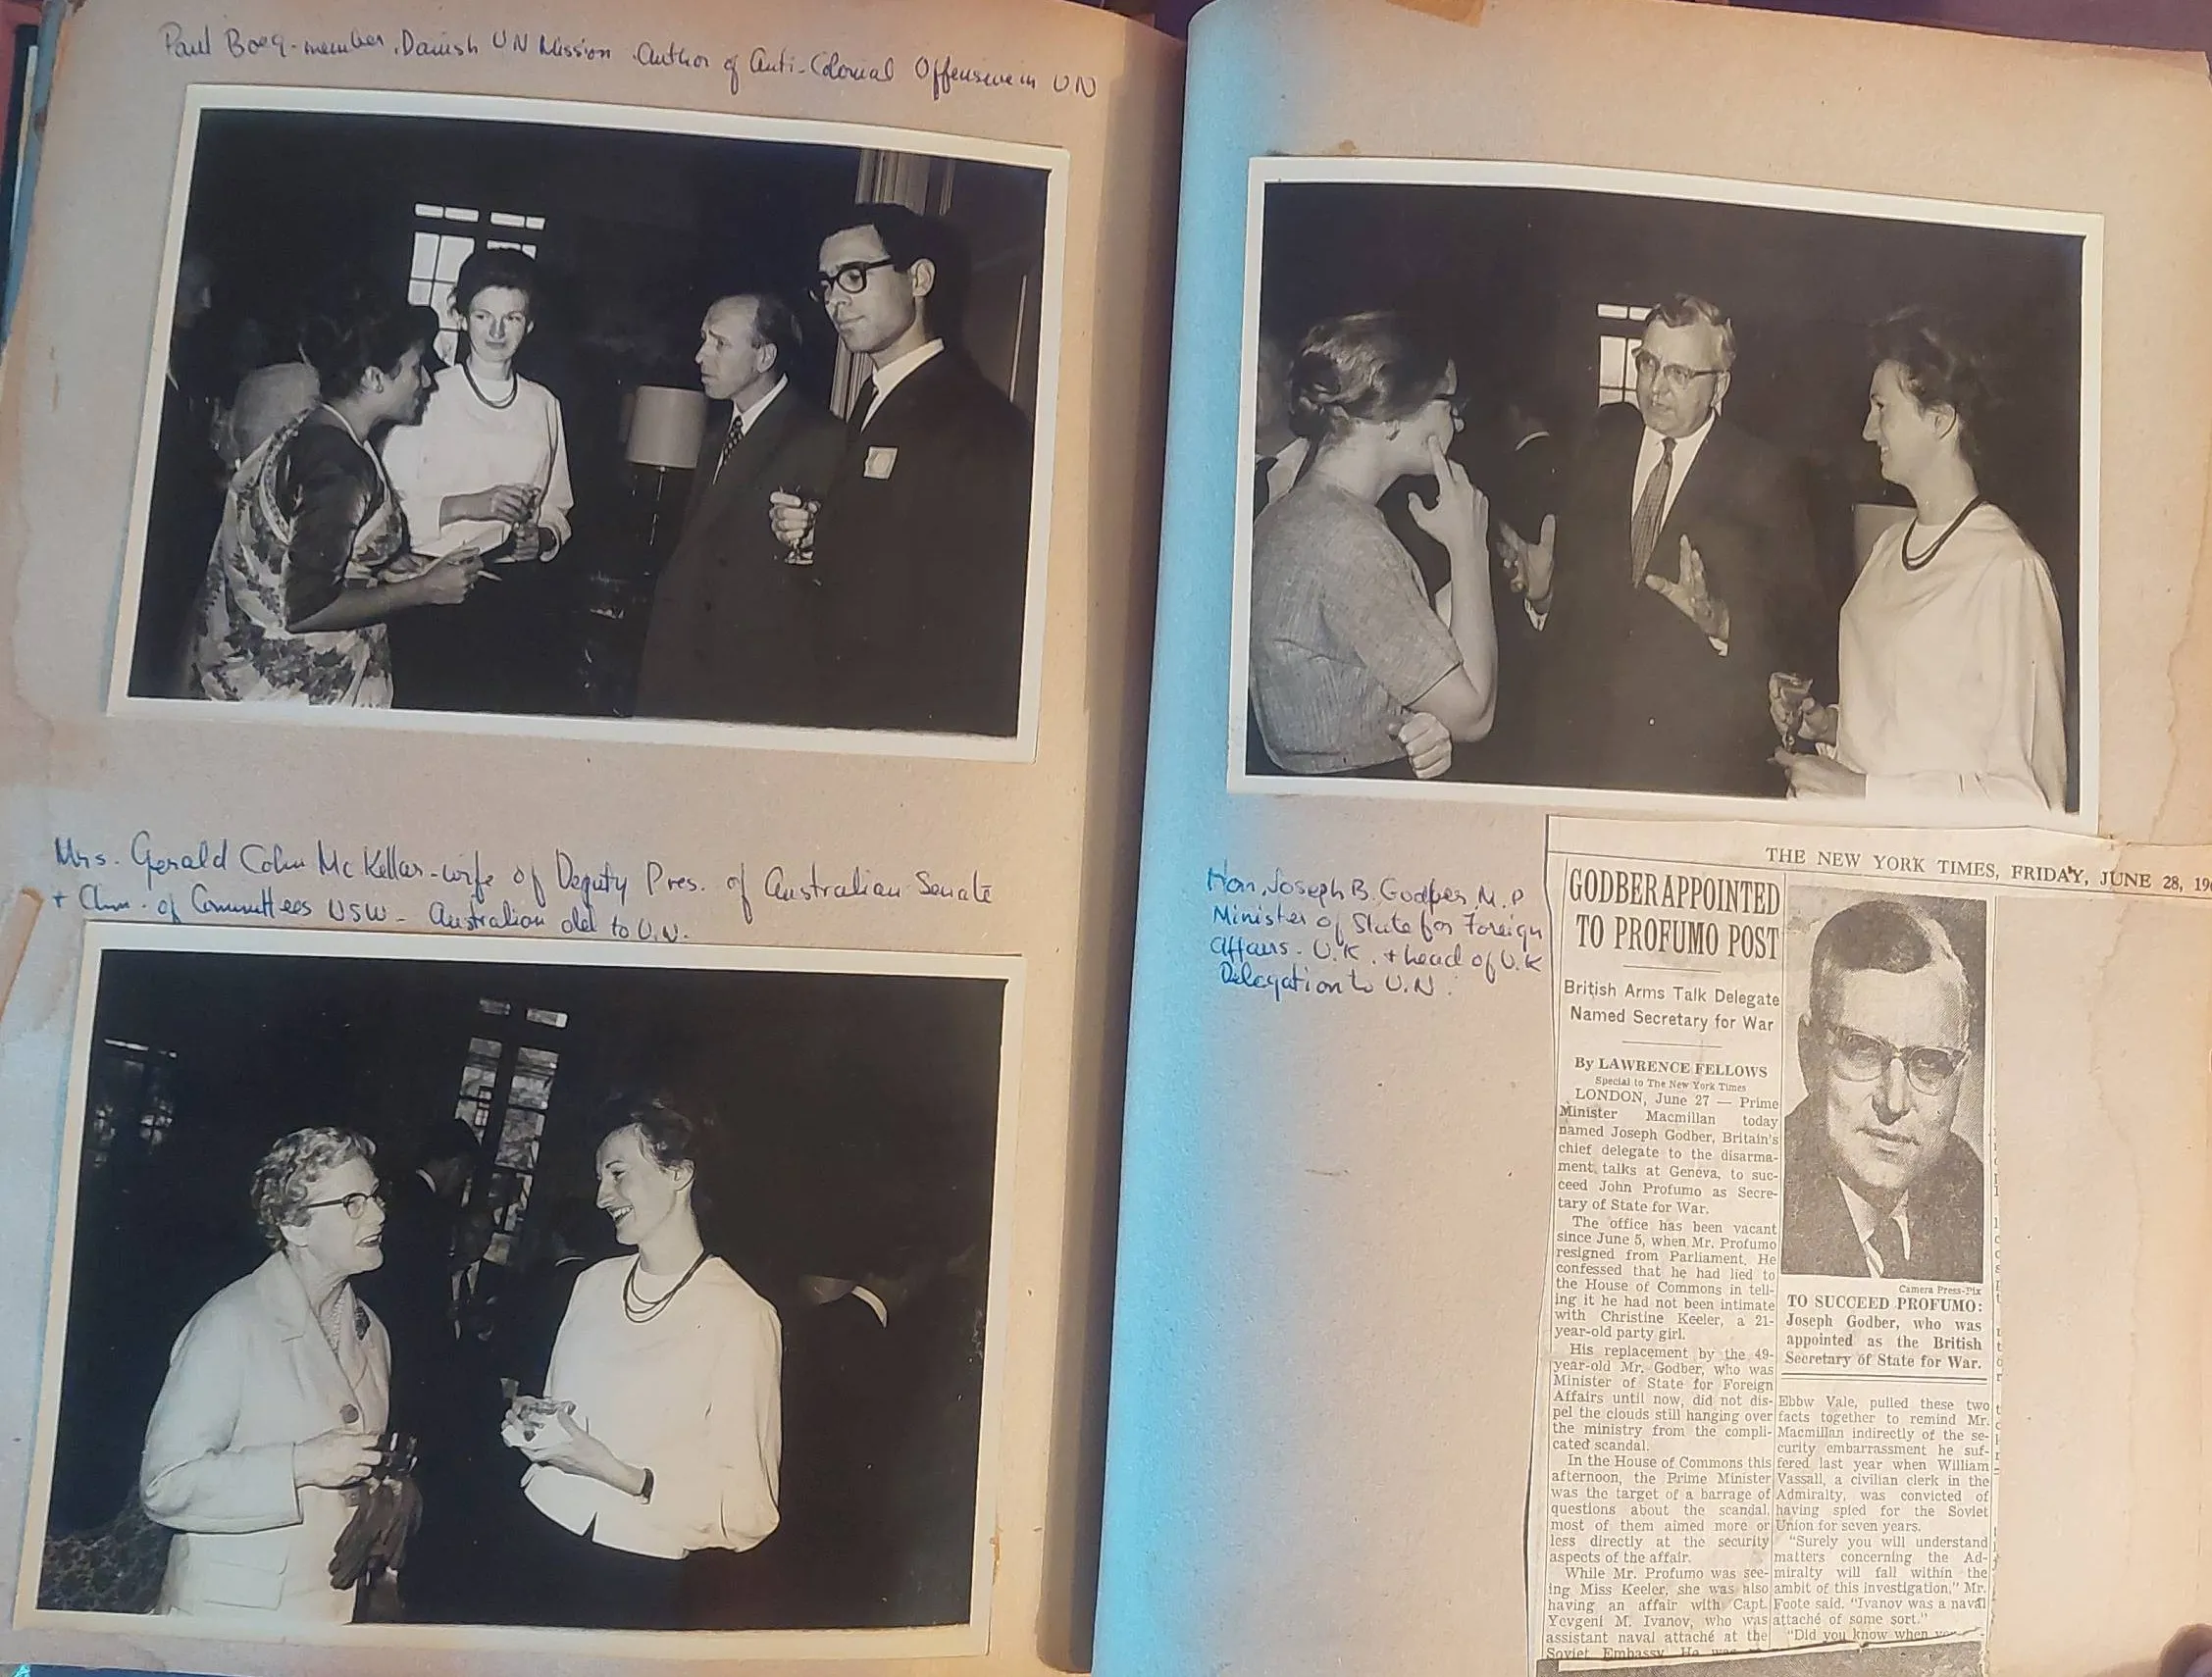 Paul Boeg - member. Danish UN Mission. Author of Anti-Colonial Offensive in UN
Mrs. Gerald Colin McKellar - wife of Deputy Pres. of Australian Senate
+ Chm. of Committees NSW - Australian del to U.N.
Hon. Joseph B. Godber M.P
Minister of State for Foreign
Affairs. U.K. + head of U.K
Delegation to U.N.
THE NEW YORK TIMES, FRIDAY, JUNE 28, 19
GODBER APPOINTED
TO PROFUMO POST
British Arms Talk Delegate
Named Secretary for War
By LAWRENCE FELLOWS
Special to The New York Times
LONDON, June 27 — Prime
Minister Macmillan today
named Joseph Godber, Britain's
chief delegate to the disarma-
ment talks at Geneva, to suc-
ceed John Profumo as Secre-
tary of State for War.
The office has been vacant
since June 5, when Mr. Profumo
resigned from Parliament. He
confessed that he had lied to
the House of Commons in tell-
ing it he had not been intimate
with Christine Keeler, a 21-
year-old party girl.
His replacement by the 49-
year-old Mr. Godber, who was
Minister of State for Foreign
Affairs until now, did not dis-
pel the clouds still hanging over
the ministry from the compli-
cated scandal.
In the House of Commons this
afternoon, the Prime Minister
was the target of a barrage of
questions about the scandal,
most of them aimed more or
less directly at the security
aspects of the affair.
While Mr. Profumo was see-
ing Miss Keeler, she was also
having an affair with Capt.
Yevgeni M. Ivanov, who was
assistant naval attaché at the
Soviet Embassy. He was
Camera Press-Pix
TO SUCCEED PROFUMO:
Joseph Godber, who was
appointed as the British
Secretary of State for War.
Ebbw Vale, pulled these two
facts together to remind Mr.
Macmillan indirectly of the se-
curity embarrassment he suf-
fered last year when William
Vassall, a civilian clerk in the
Admiralty, was convicted of
having spied for the Soviet
Union for seven years.
"Surely you will understand
matters concerning the Ad-
miralty will fall within the
ambit of this investigation," Mr.
Foote said. "Ivanov was a naval
attaché of some sort."
"Did you know when